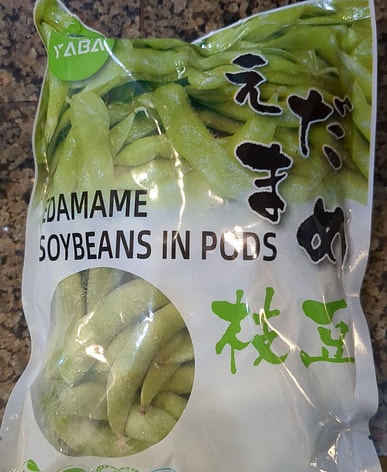 YABA
えだまめ
EDAMAME
SOYBEANS IN PODS
枝豆